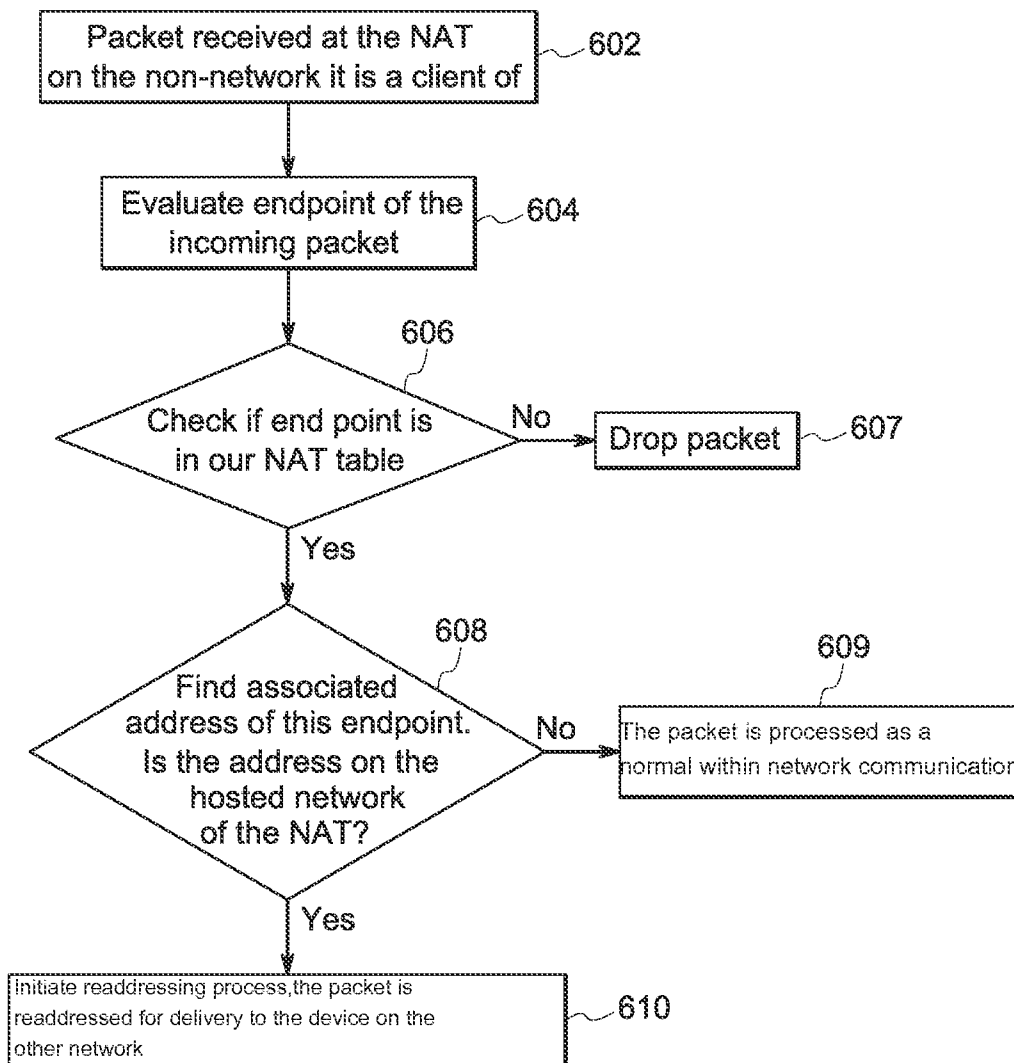 Packet received at the NAT
on the non-network it is a client of
602
Evaluate endpoint of the
incoming packet
604
606
Check if end point is
in our NAT table
No
Drop packet
607
Yes
608
Find associated
address of this endpoint.
Is the address on the
hosted network
of the NAT?
No
609
The packet is processed as a
normal within network communication
Yes
Initiate readdressing process,the packet is
readdressed for delivery to the device on the
other network
610